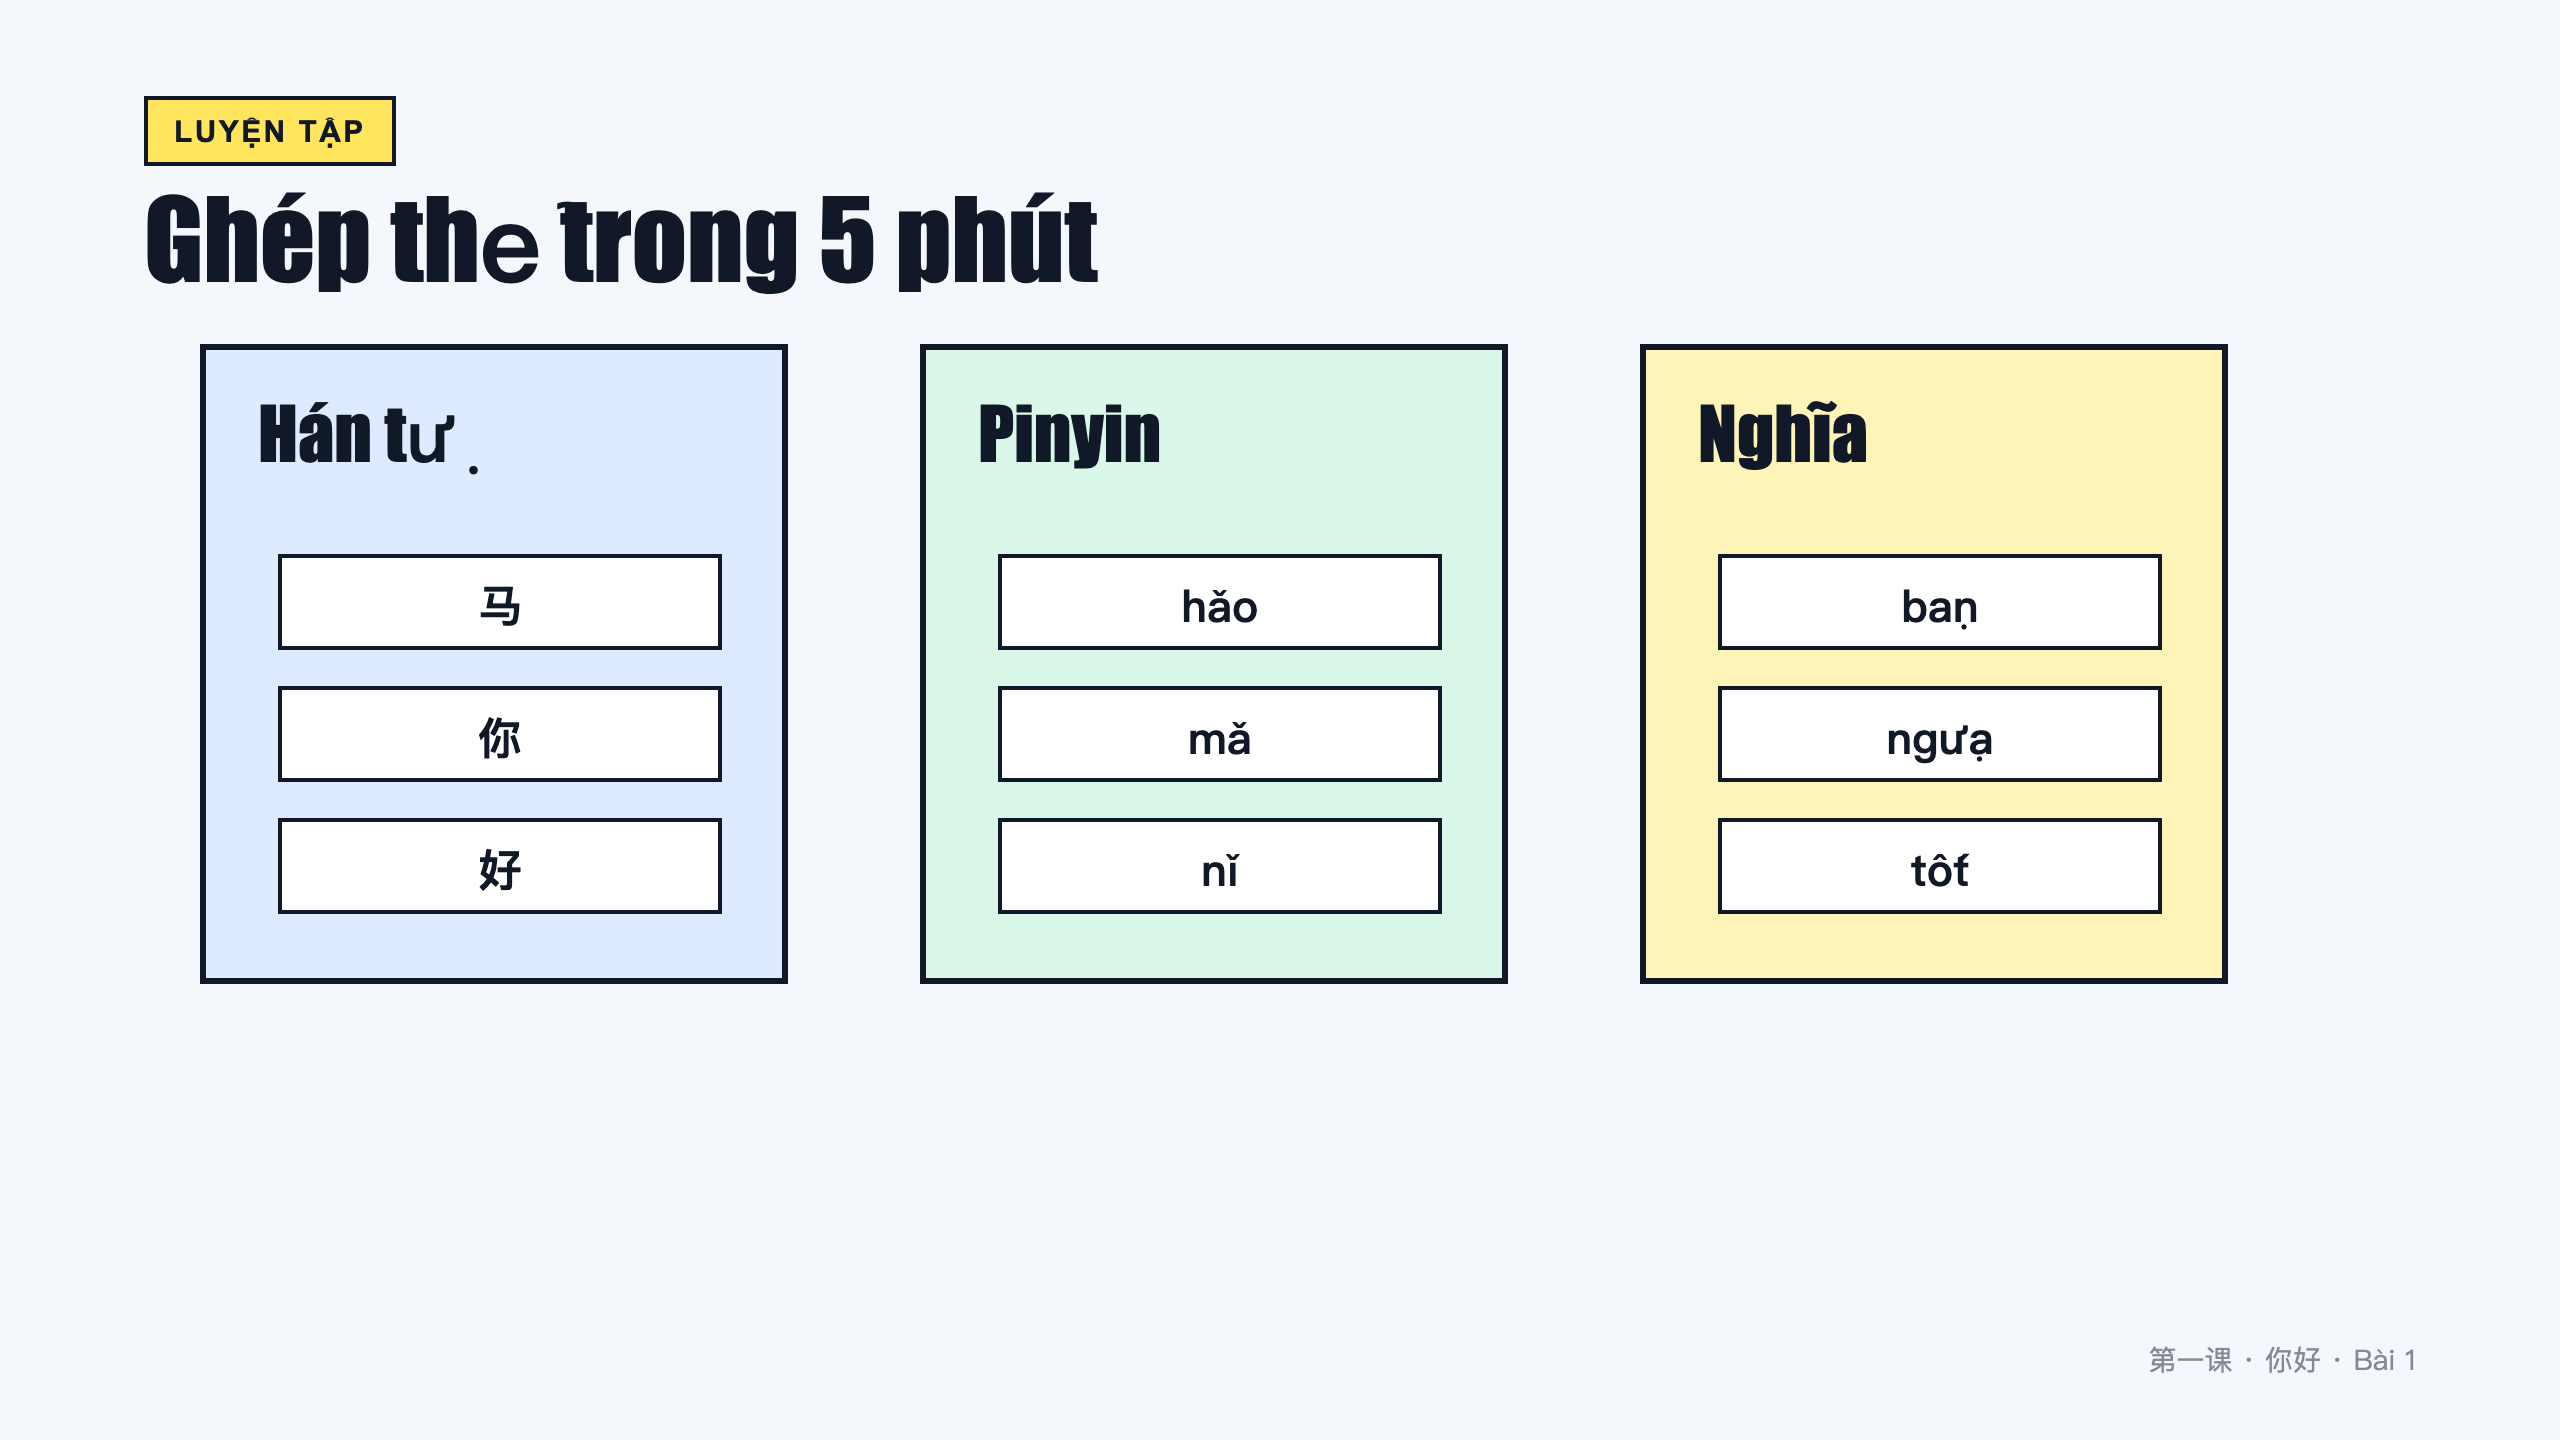 LUYỆN TẬP
Ghép thẻ trong 5 phút
Hán tự
马
你
好
Pinyin
hǎo
mǎ
nǐ
Nghĩa
bạn
ngựa
tốt
第一课 · 你好 · Bài 1